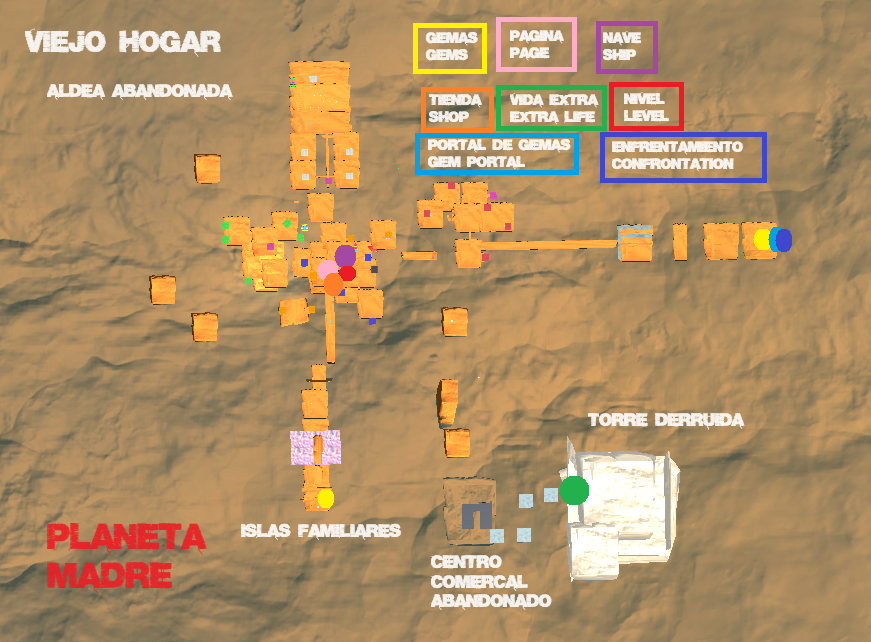 VIEJO HOGAR
ALDEA ABANDONADA
GEMAS
GEMS
PAGINA
PAGE
NAVE
SHIP
TIENDA
SHOP
VIDA EXTRA
EXTRA LIFE
NIVEL
LEVEL
PORTAL DE GEMAS
GEM PORTAL
ENFRENTAMIENTO
CONFRONTATION
TORRE DERRUIDA
ISLAS FAMILIARES
PLANETA
MADRE
CENTRO
COMERCAL
ABANDONADO